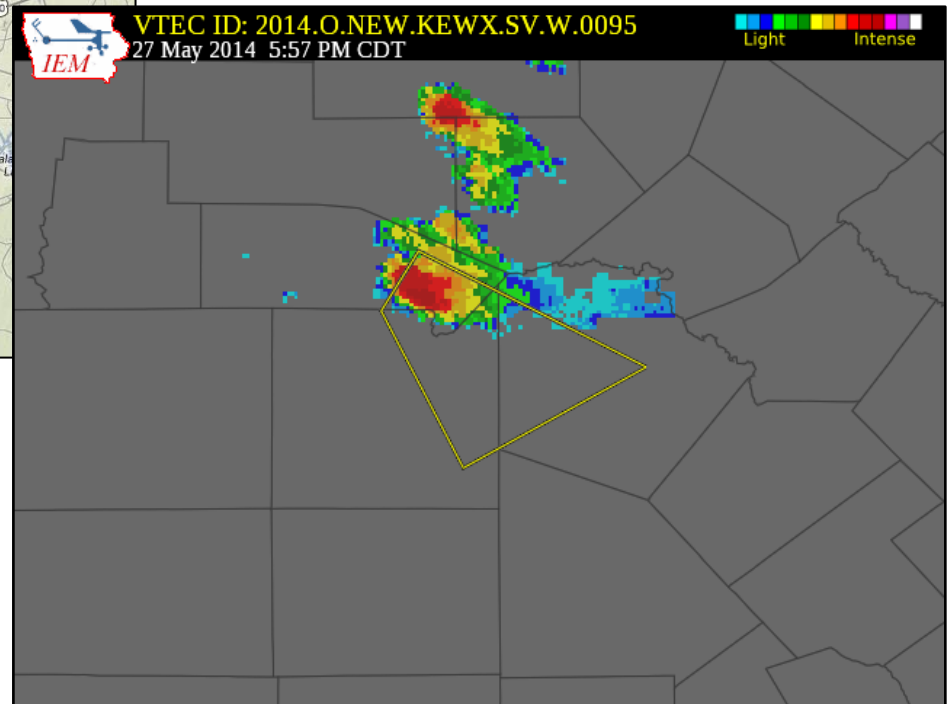 VTEC ID: 2014.O.NEW.KEWX.SV.W.0095
27 May 2014 5:57 PM CDT
IEM
Light Intense